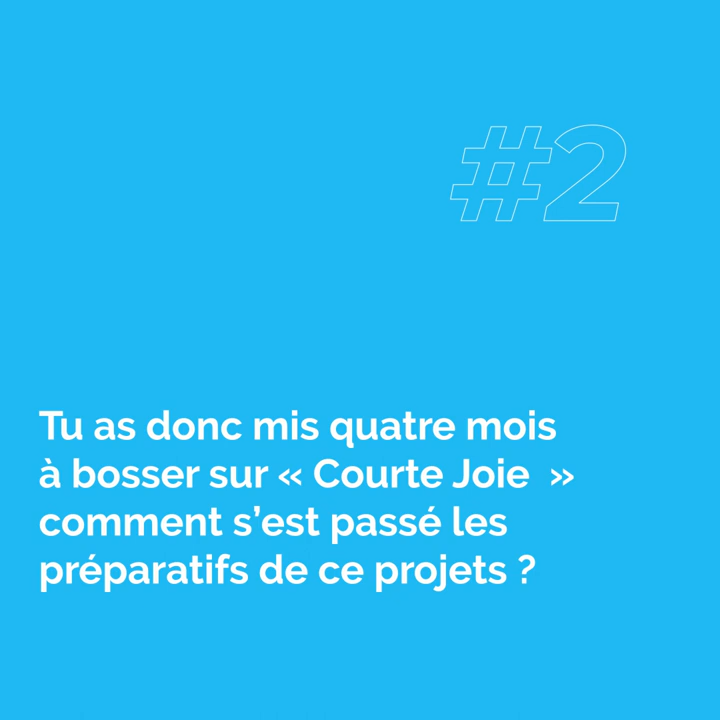 #2
Tu as donc mis quatre mois
à bosser sur « Courte Joie  »
comment s’est passé les
préparatifs de ce projets ?